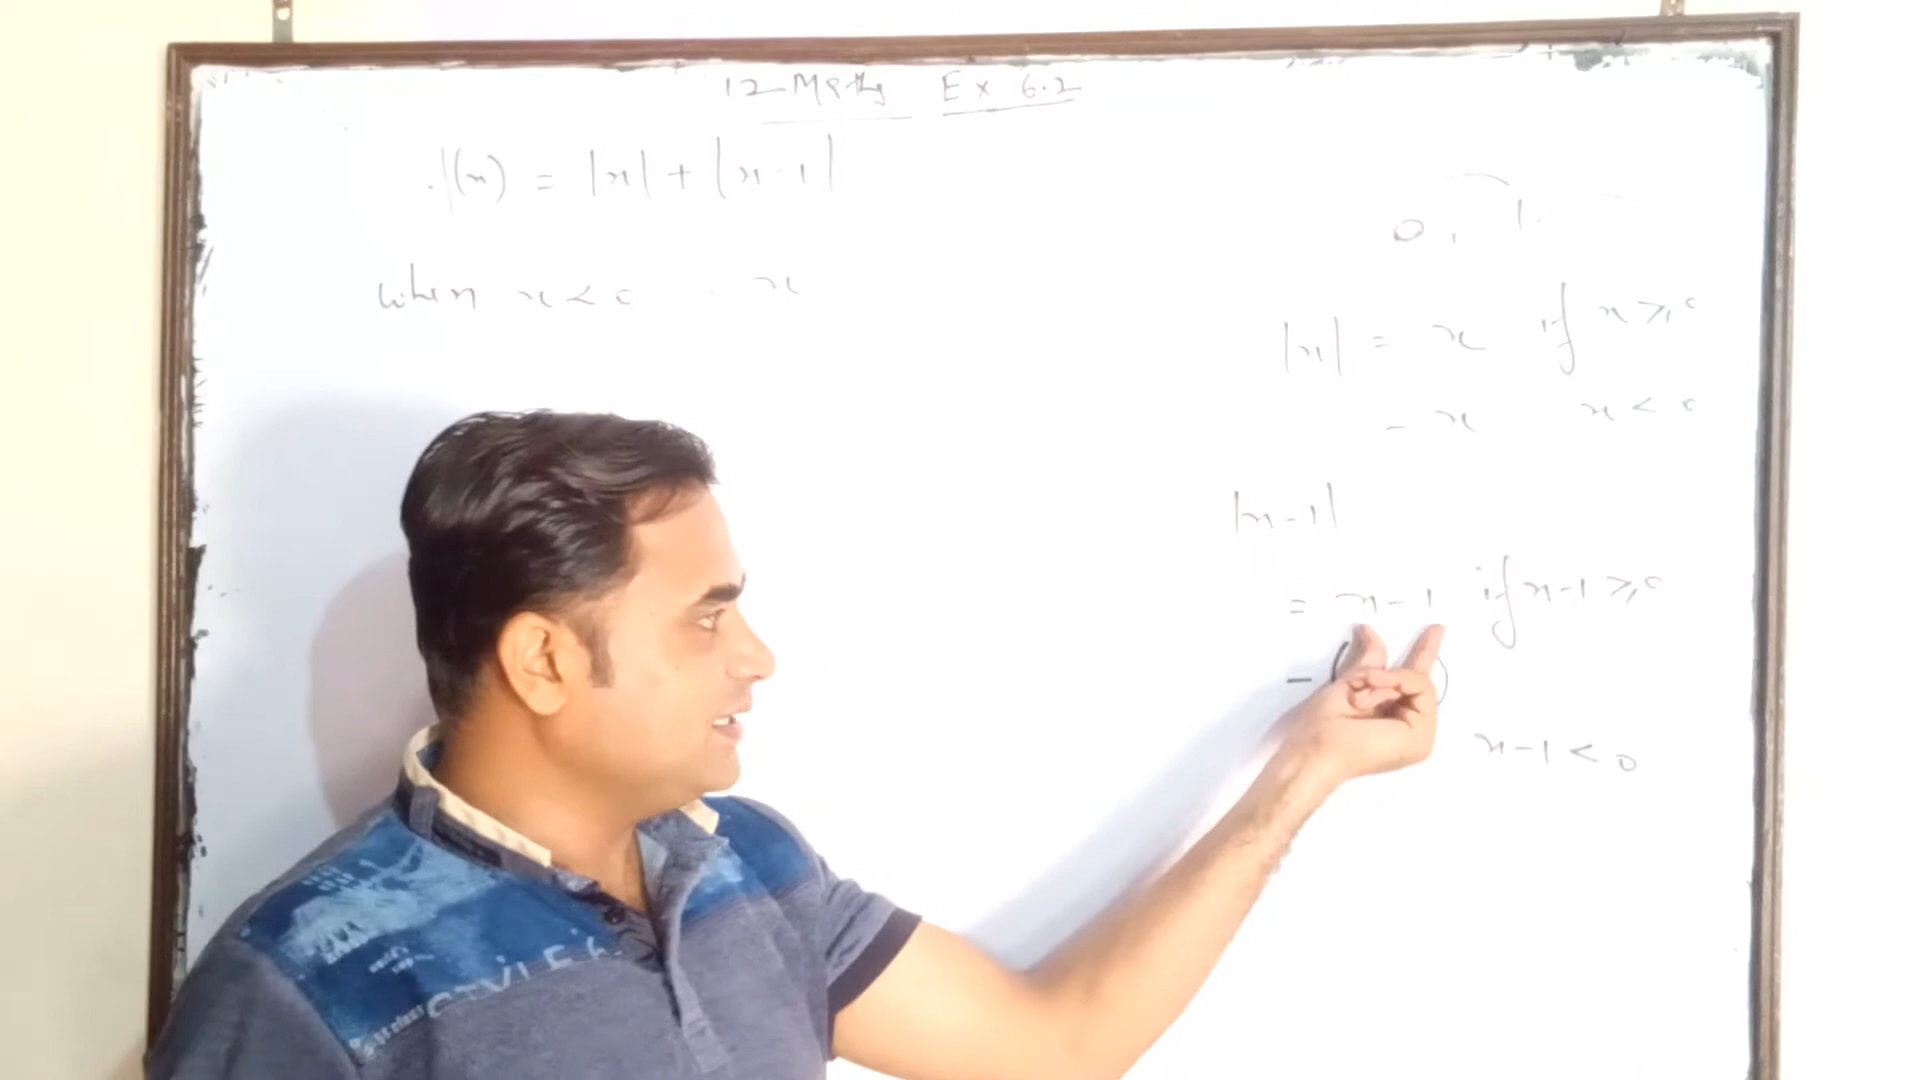 12 Maths Ex 6.2
f(x) = |x| + |x-1|
when x < 0 . x
0, 1.
|x| = x if x ≥ 0
- x x < 0
|x-1|
= x-1 if x-1 ≥ 0
- ( )
x-1 < 0